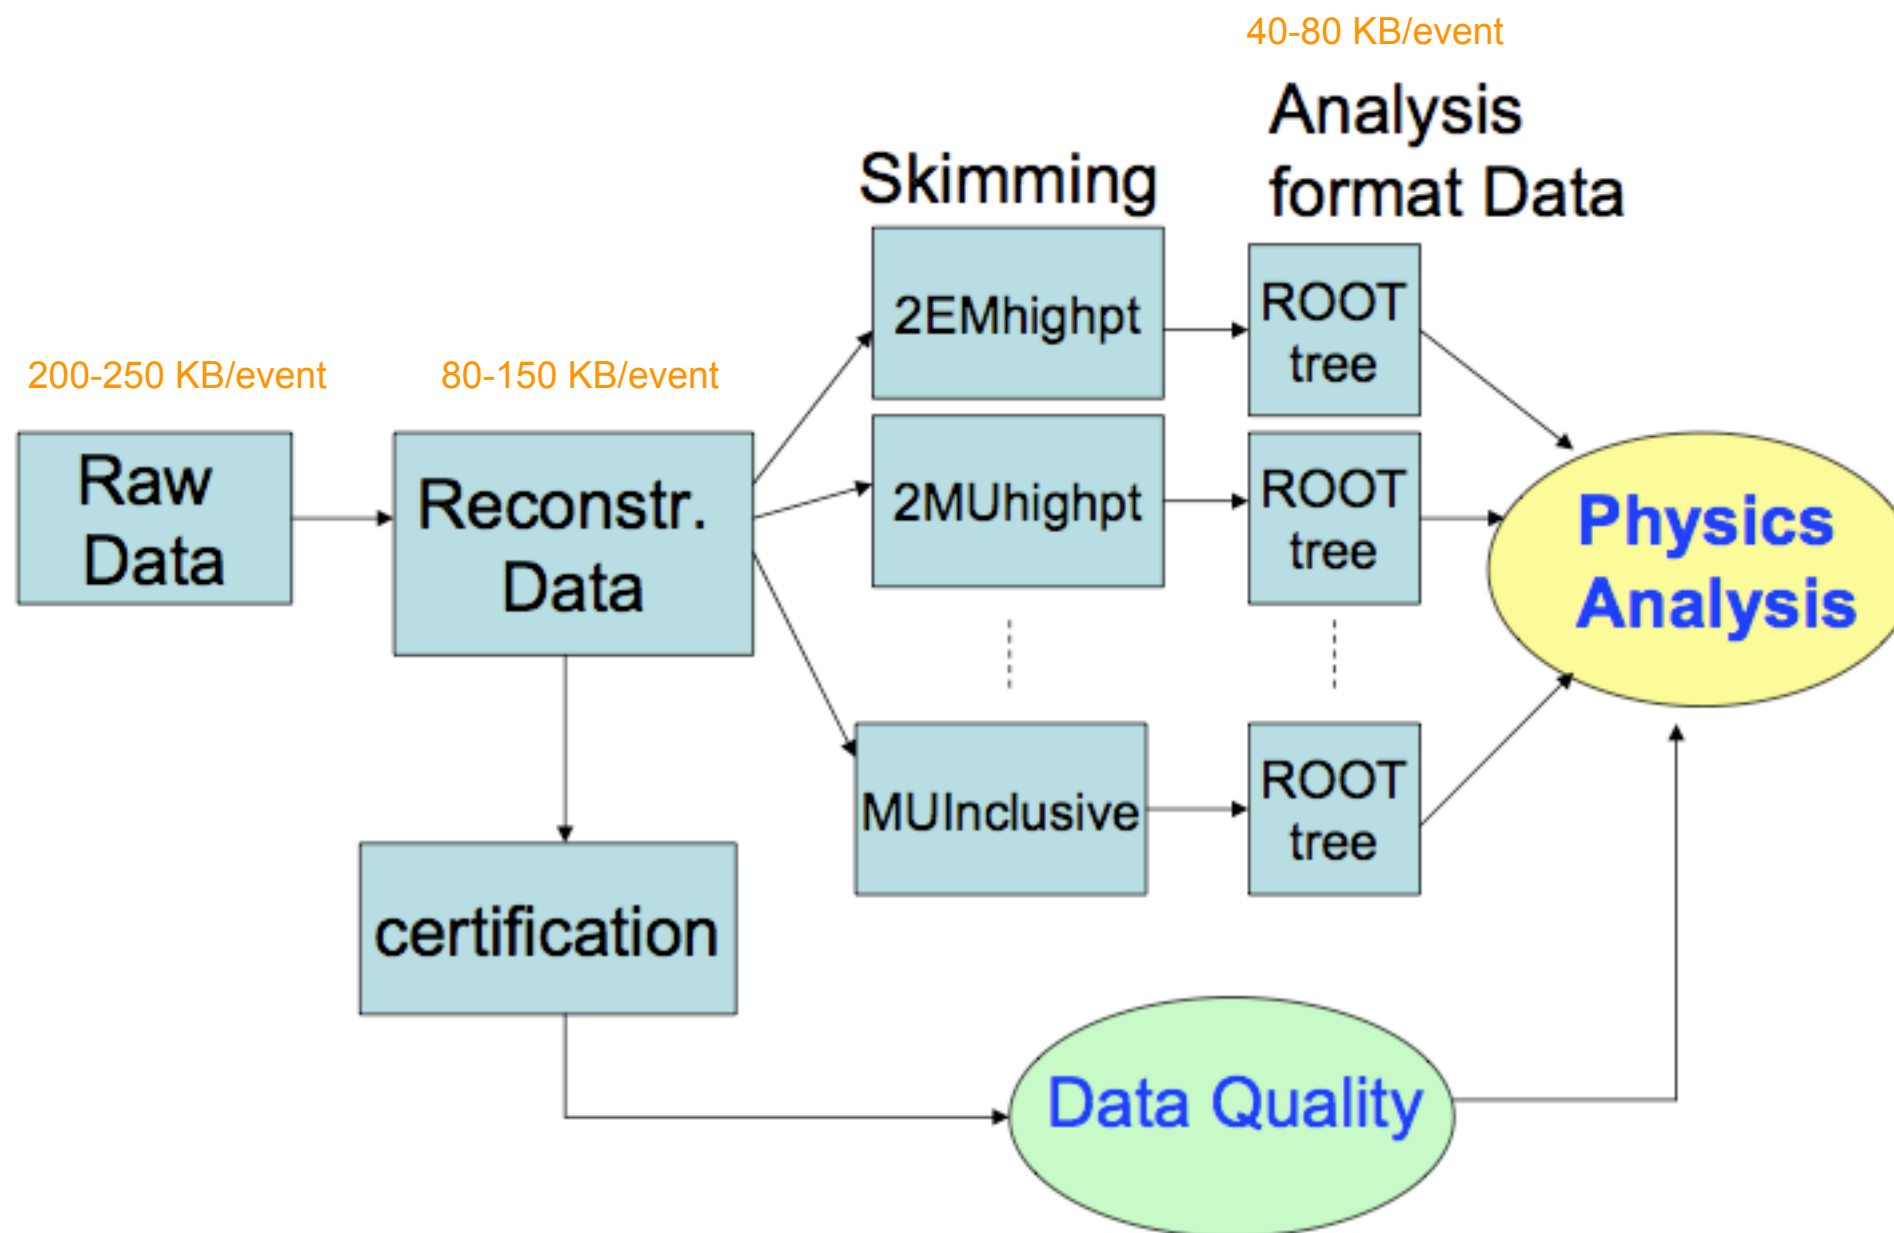 40-80 KB/event
Analysis
format Data
Skimming
2EMhighpt
ROOT
tree
200-250 KB/event
80-150 KB/event
Raw
Data
Reconstr.
Data
2MUhighpt
ROOT
tree
Physics
Analysis
MUInclusive
ROOT
tree
certification
Data Quality